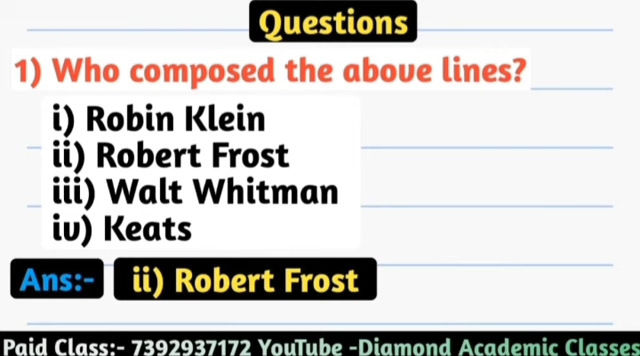 Questions
1) Who composed the above lines?
i) Robin Klein
ii) Robert Frost
iii) Walt Whitman
iv) Keats
Ans:- ii) Robert Frost
Paid Class:- 7392937172 YouTube -Diamond Academic Classes